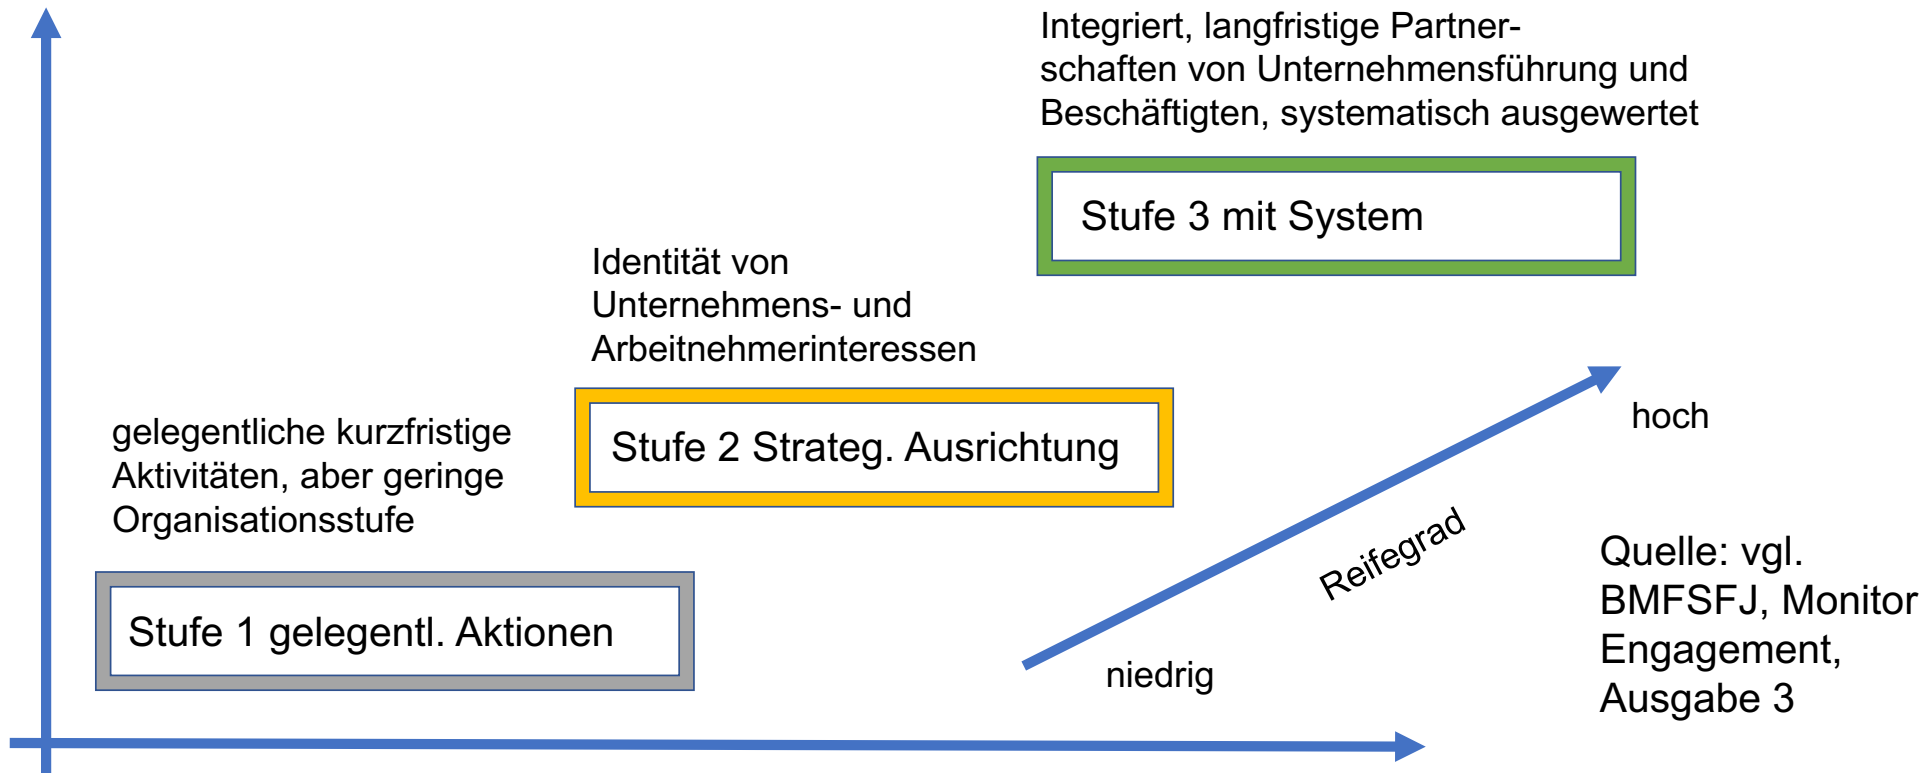 Integriert, langfristige Partner-
schaften von Unternehmensführung und
Beschäftigten, systematisch ausgewertet
Stufe 3 mit System
Identität von
Unternehmens- und
Arbeitnehmerinteressen
Stufe 2 Strateg. Ausrichtung
gelegentliche kurzfristige
Aktivitäten, aber geringe
Organisationsstufe
Stufe 1 gelegentl. Aktionen
hoch
Reifegrad
niedrig
Quelle: vgl.
BMFSFJ, Monitor
Engagement,
Ausgabe 3